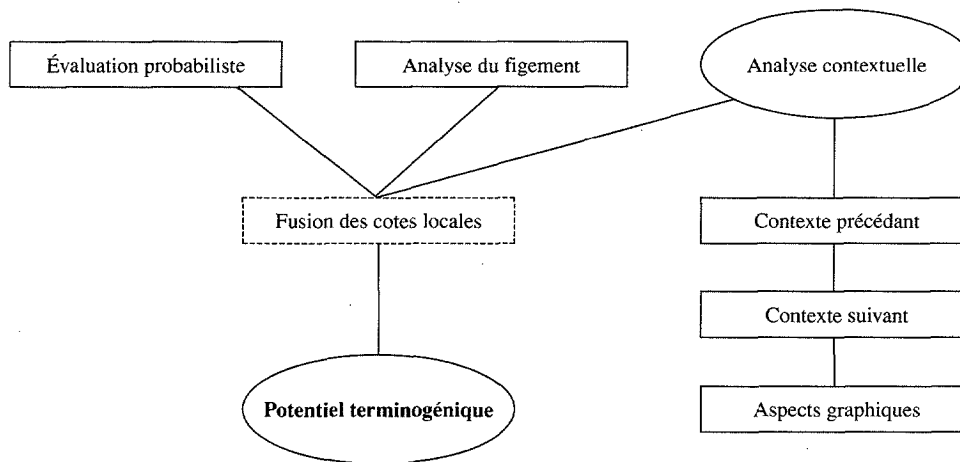 Évaluation probabiliste
Analyse du figement
Analyse contextuelle
Fusion des cotes locales
Contexte précédant
Contexte suivant
Potentiel terminogénique
Aspects graphiques